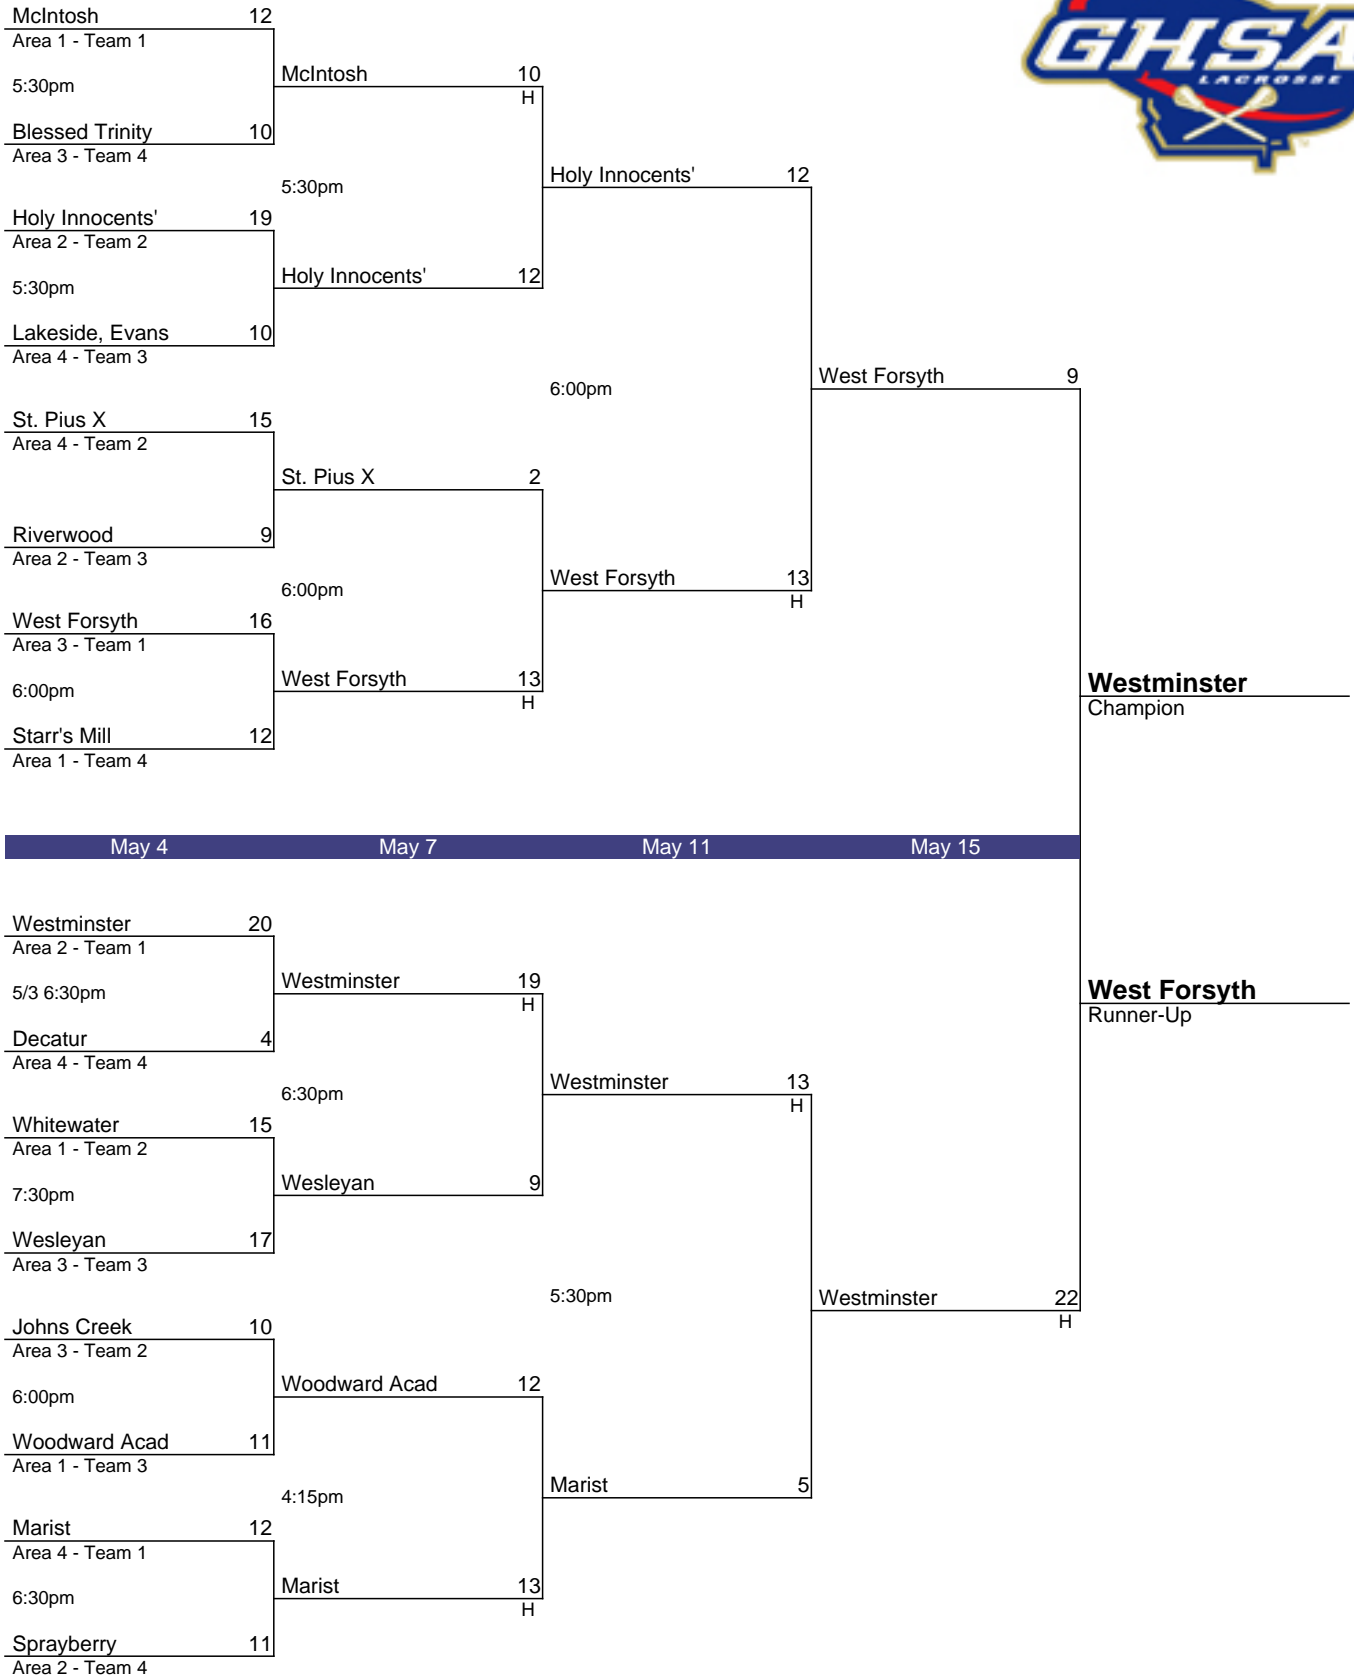 GHSA
LACROSSE
TM
McIntosh 12
Area 1 - Team 1
5:30pm
Blessed Trinity 10
Area 3 - Team 4
McIntosh 10
H
5:30pm
Holy Innocents' 12
Holy Innocents' 19
Area 2 - Team 2
5:30pm
Lakeside, Evans 10
Area 4 - Team 3
Holy Innocents' 12
6:00pm
West Forsyth 13
H
St. Pius X 15
Area 4 - Team 2
Riverwood 9
Area 2 - Team 3
St. Pius X 2
6:00pm
West Forsyth 13
H
West Forsyth 16
Area 3 - Team 1
6:00pm
Starr's Mill 12
Area 1 - Team 4
West Forsyth 9
Westminster
Champion
May 4 May 7 May 11 May 15
Westminster 20
Area 2 - Team 1
5/3 6:30pm
Decatur 4
Area 4 - Team 4
Westminster 19
H
6:30pm
Wesleyan 9
Whitewater 15
Area 1 - Team 2
7:30pm
Wesleyan 17
Area 3 - Team 3
Westminster 13
H
5:30pm
Marist 5
Johns Creek 10
Area 3 - Team 2
6:00pm
Woodward Acad 11
Area 1 - Team 3
Woodward Acad 12
4:15pm
Marist 13
H
Marist 12
Area 4 - Team 1
6:30pm
Sprayberry 11
Area 2 - Team 4
Westminster 22
H
West Forsyth
Runner-Up